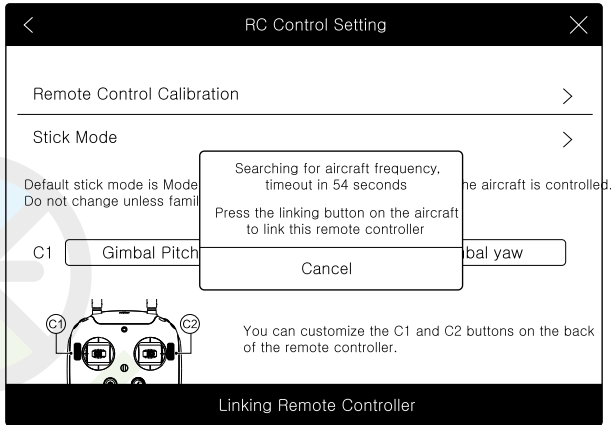 RC Control Setting
Remote Control Calibration
Stick Mode
Searching for aircraft frequency,
timeout in 54 seconds
Press the linking button on the aircraft
to link this remote controller
Cancel
Default stick mode is Mode he aircraft is controlled.
Do not change unless famil
C1 Gimbal Pitch bal yaw
C1 C2
You can customize the C1 and C2 buttons on the back
of the remote controller.
Linking Remote Controller